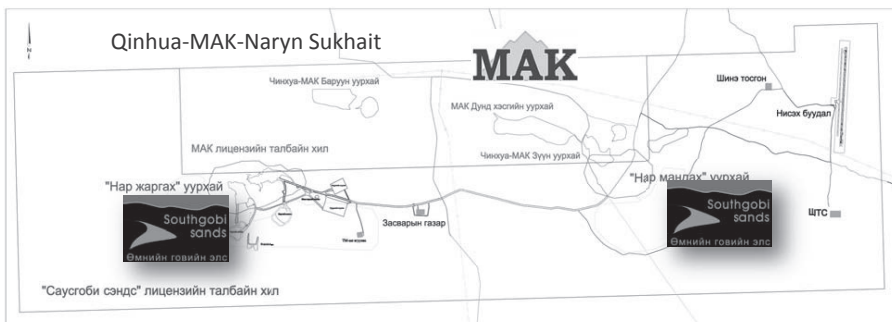 N
Qinhua-MAK-Naryn Sukhait
MAK
Чинхуа-МАК Баруун уурхай
МАК Дунд хэсгийн уурхай
Шинэ тосгон
Нисэх буудал
МАК лицензийн талбайн хил
Чинхуа-МАК Зүүн уурхай
"Нар жаргах" уурхай
"Нар мандах" уурхай
Southgobi
sands
Өмнийн говийн элс
Засварын газар
Southgobi
sands
Өмнийн говийн элс
ШТС
"Саусгоби сэндс" лицензийн талбайн хил